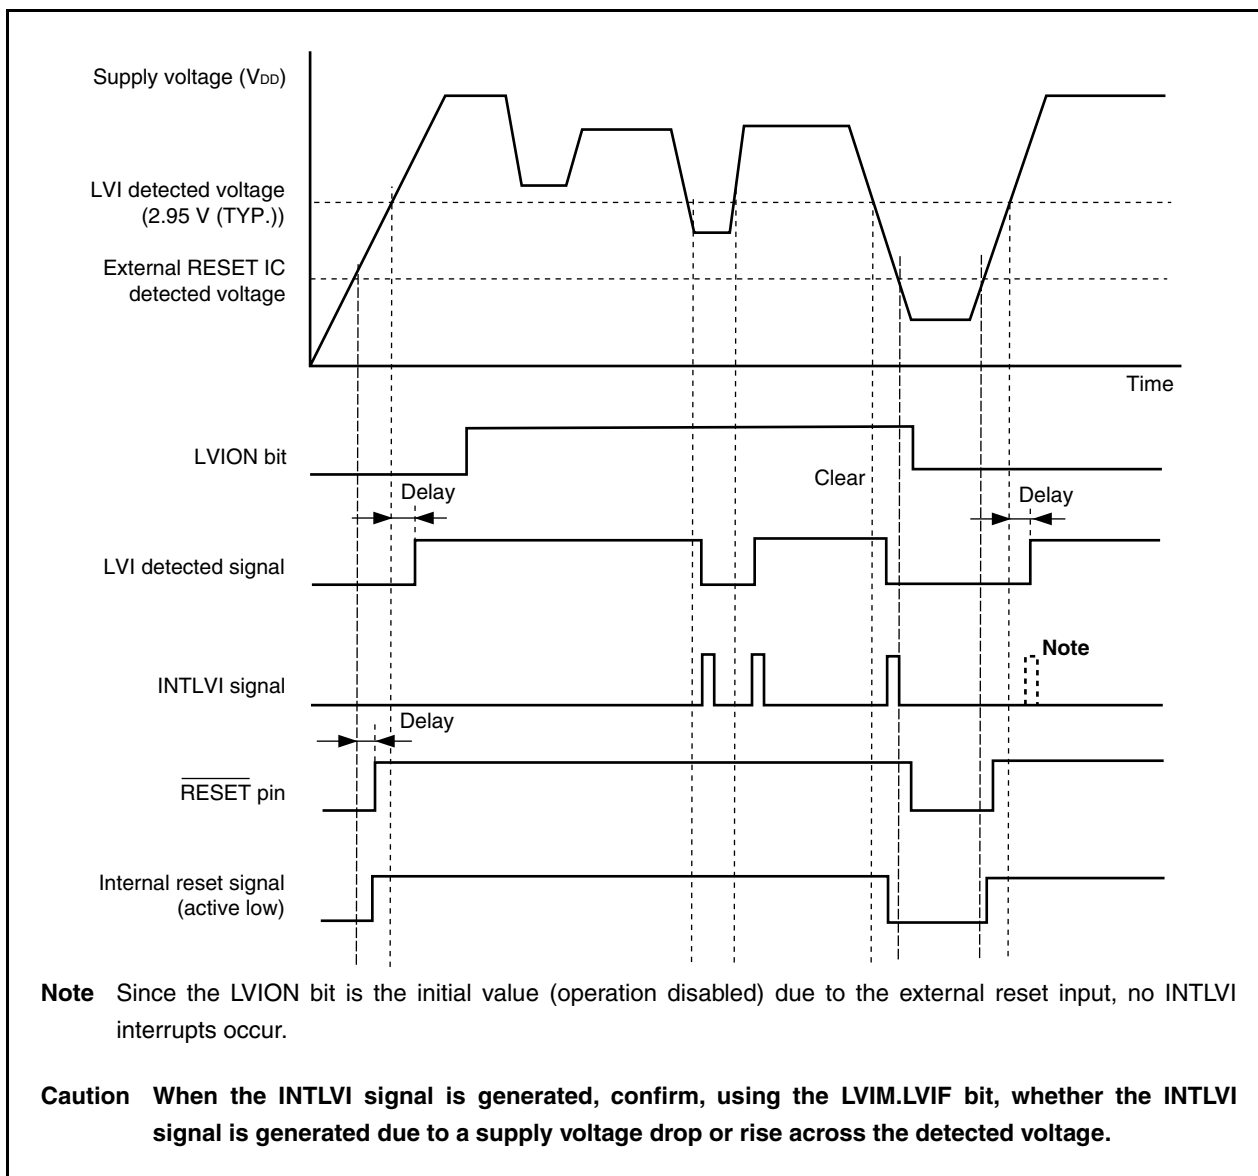 Supply voltage (VDD)
LVI detected voltage
(2.95 V (TYP.))
External RESET IC
detected voltage
Time
LVION bit
Clear
Delay
Delay
LVI detected signal
Note
INTLVI signal
Delay
RESET pin
Internal reset signal
(active low)
Note Since the LVION bit is the initial value (operation disabled) due to the external reset input, no INTLVI
interrupts occur.
Caution When the INTLVI signal is generated, confirm, using the LVIM.LVIF bit, whether the INTLVI
signal is generated due to a supply voltage drop or rise across the detected voltage.